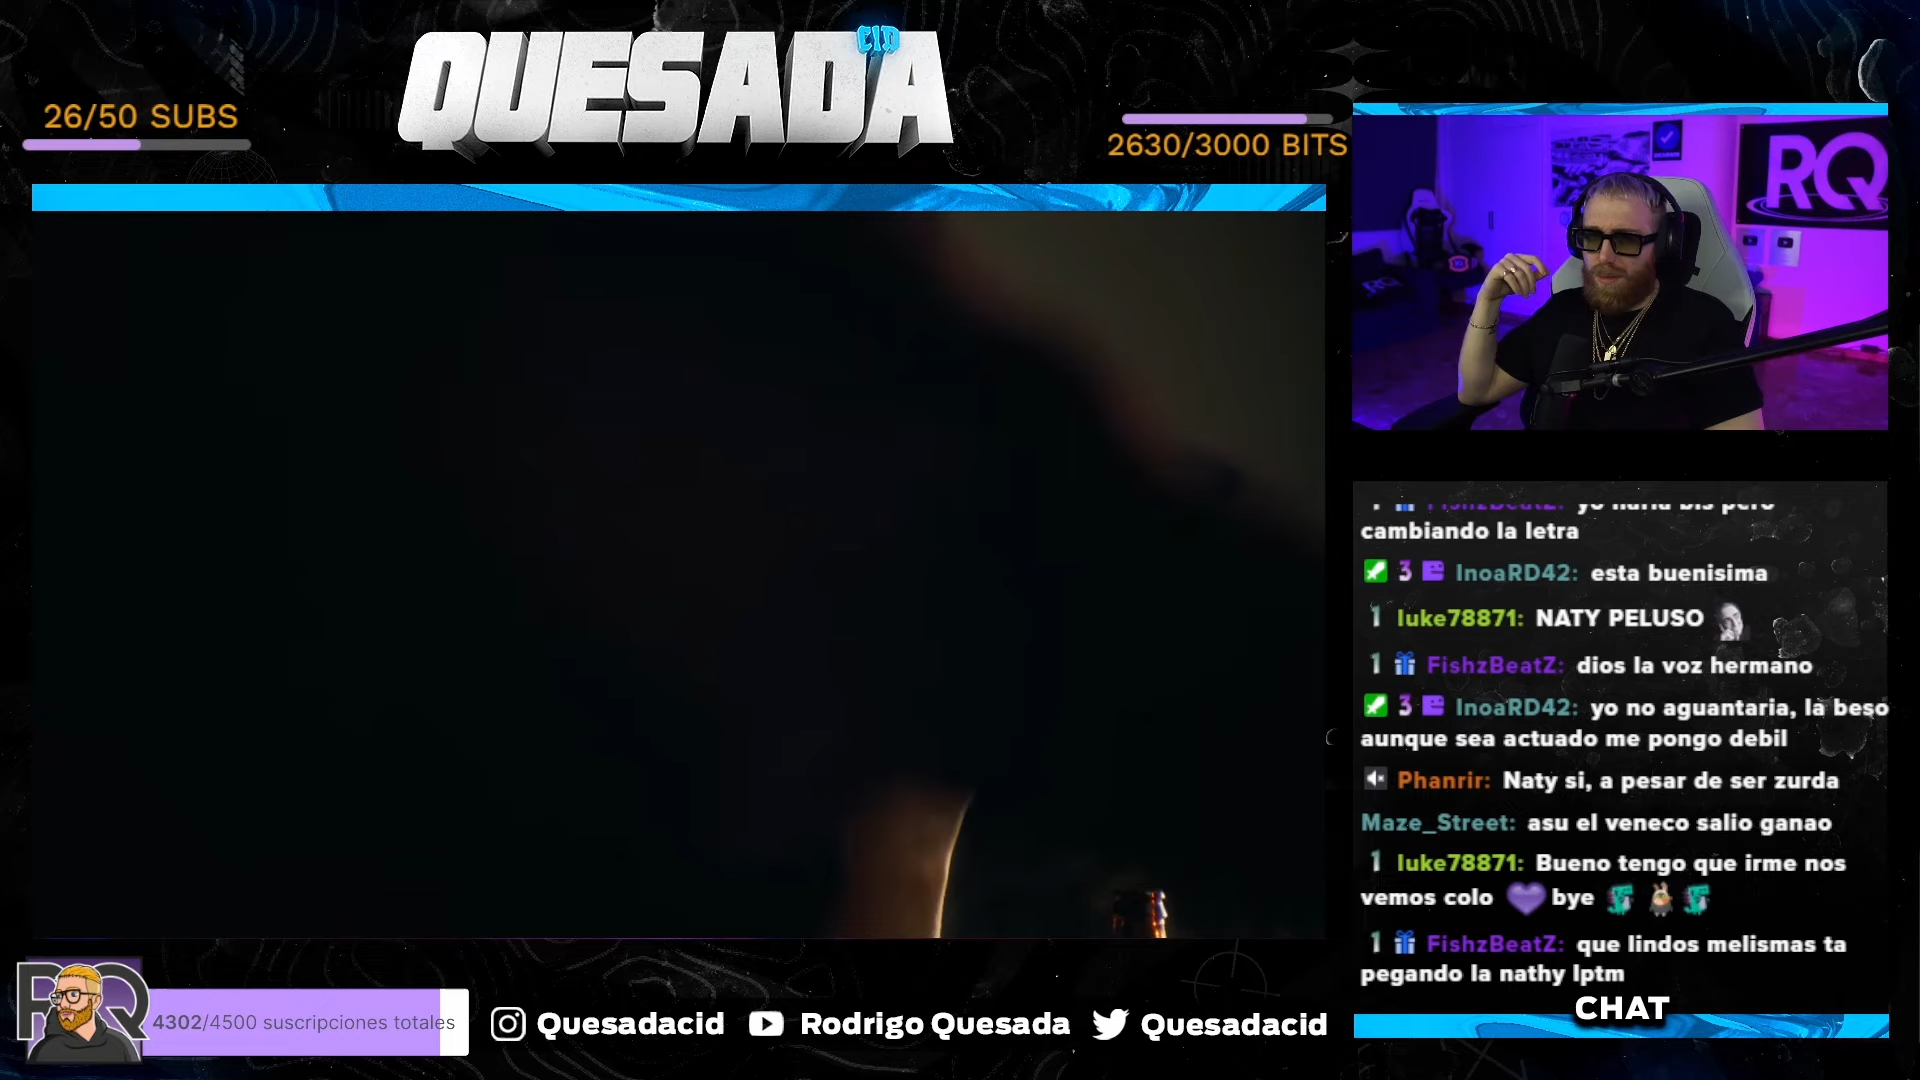 CID
QUESADA
26/50 SUBS
2630/3000 BITS
RQ
cambiando la letra
3 InoaRD42: esta buenisima
1 luke78871: NATY PELUSO
1 FishzBeatZ: dios la voz hermano
3 InoaRD42: yo no aguantaria, la beso
aunque sea actuado me pongo debil
Phanrir: Naty si, a pesar de ser zurda
Maze_Street: asu el veneco salio ganao
1 luke78871: Bueno tengo que irme nos
vemos colo bye
1 FishzBeatZ: que lindos melismas ta
pegando la nathy lptm
CHAT
RQ
4302/4500 suscripciones totales
Quesadacid
Rodrigo Quesada
Quesadacid